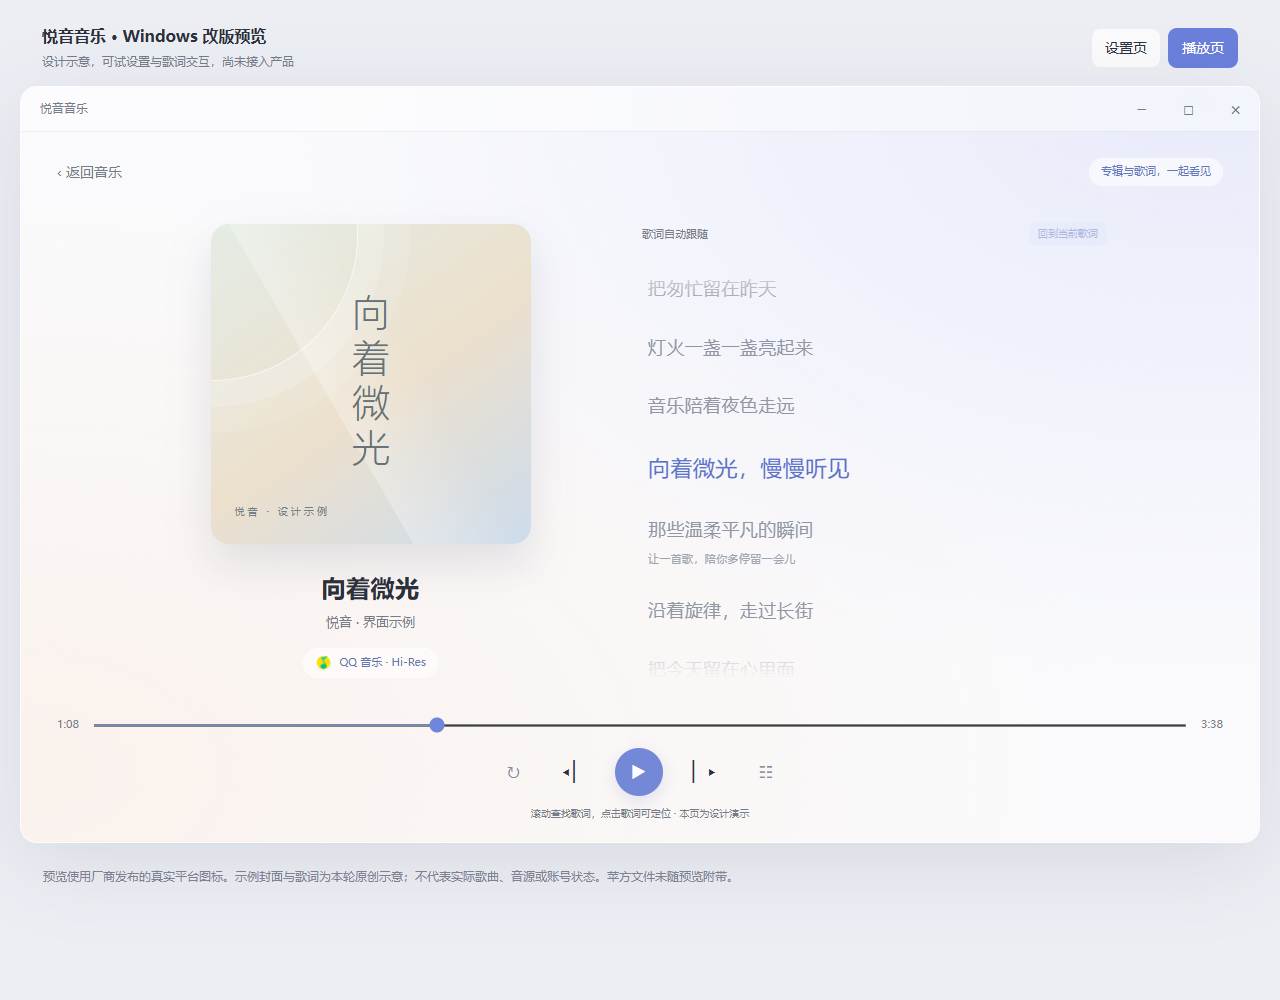 悦音音乐 • Windows 改版预览
设计示意，可试设置与歌词交互，尚未接入产品
设置页
播放页
悦音音乐
‹ 返回音乐
专辑与歌词，一起看见
向着微光
悦音 · 设计示例
向着微光
悦音 · 界面示例
QQ 音乐 · Hi-Res
歌词自动跟随
回到当前歌词
把匆忙留在昨天
灯火一盏一盏亮起来
音乐陪着夜色走远
向着微光，慢慢听见
那些温柔平凡的瞬间
让一首歌，陪你多停留一会儿
沿着旋律，走过长街
把今天留在心里面
1:08
3:38
滚动查找歌词，点击歌词可定位 · 本页为设计演示
预览使用厂商发布的真实平台图标。示例封面与歌词为本轮原创示意；不代表实际歌曲、音源或账号状态。苹方文件未随预览附带。